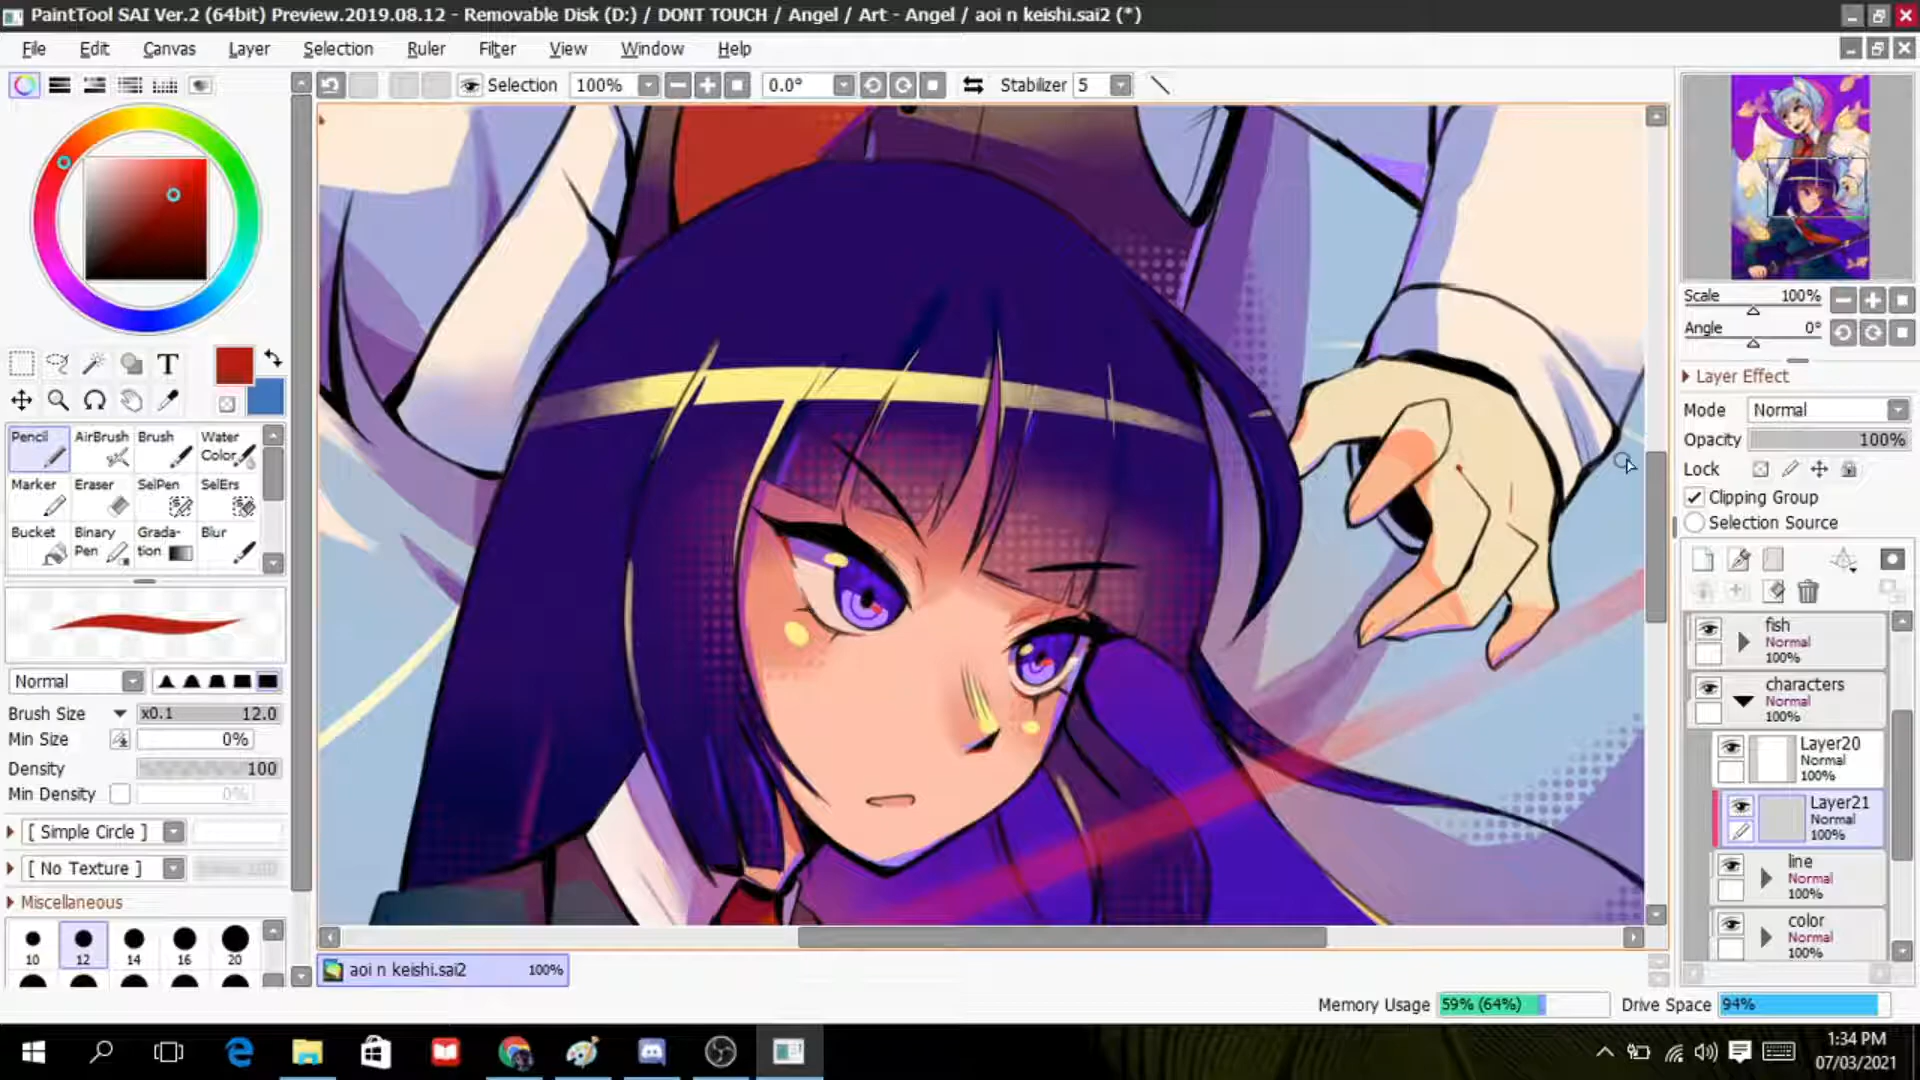 PaintTool SAI Ver.2 (64bit) Preview.2019.08.12 - Removable Disk (D:) / DONT TOUCH / Angel / Art - Angel / aoi n keishi.sai2 (*)
File Edit Canvas Layer Selection Ruler Filter View Window Help
Selection 100% 0.0° Stabilizer 5
T
Pencil AirBrush Brush Water Color
Marker Eraser SelPen SelErs
Bucket Binary Pen Grada-tion Blur
Normal
Brush Size x0.1 12.0
Min Size 0%
Density 100
Min Density 0%
[ Simple Circle ]
[ No Texture ]
Miscellaneous
10 12 14 16 20
aoi n keishi.sai2 100%
Scale 100%
Angle 0°
Layer Effect
Mode Normal
Opacity 100%
Lock
Clipping Group
Selection Source
fish
Normal
100%
characters
Normal
100%
Layer20
Normal
100%
Layer21
Normal
100%
line
Normal
100%
color
Normal
100%
Memory Usage 59% (64%) Drive Space 94%
1:34 PM
07/03/2021